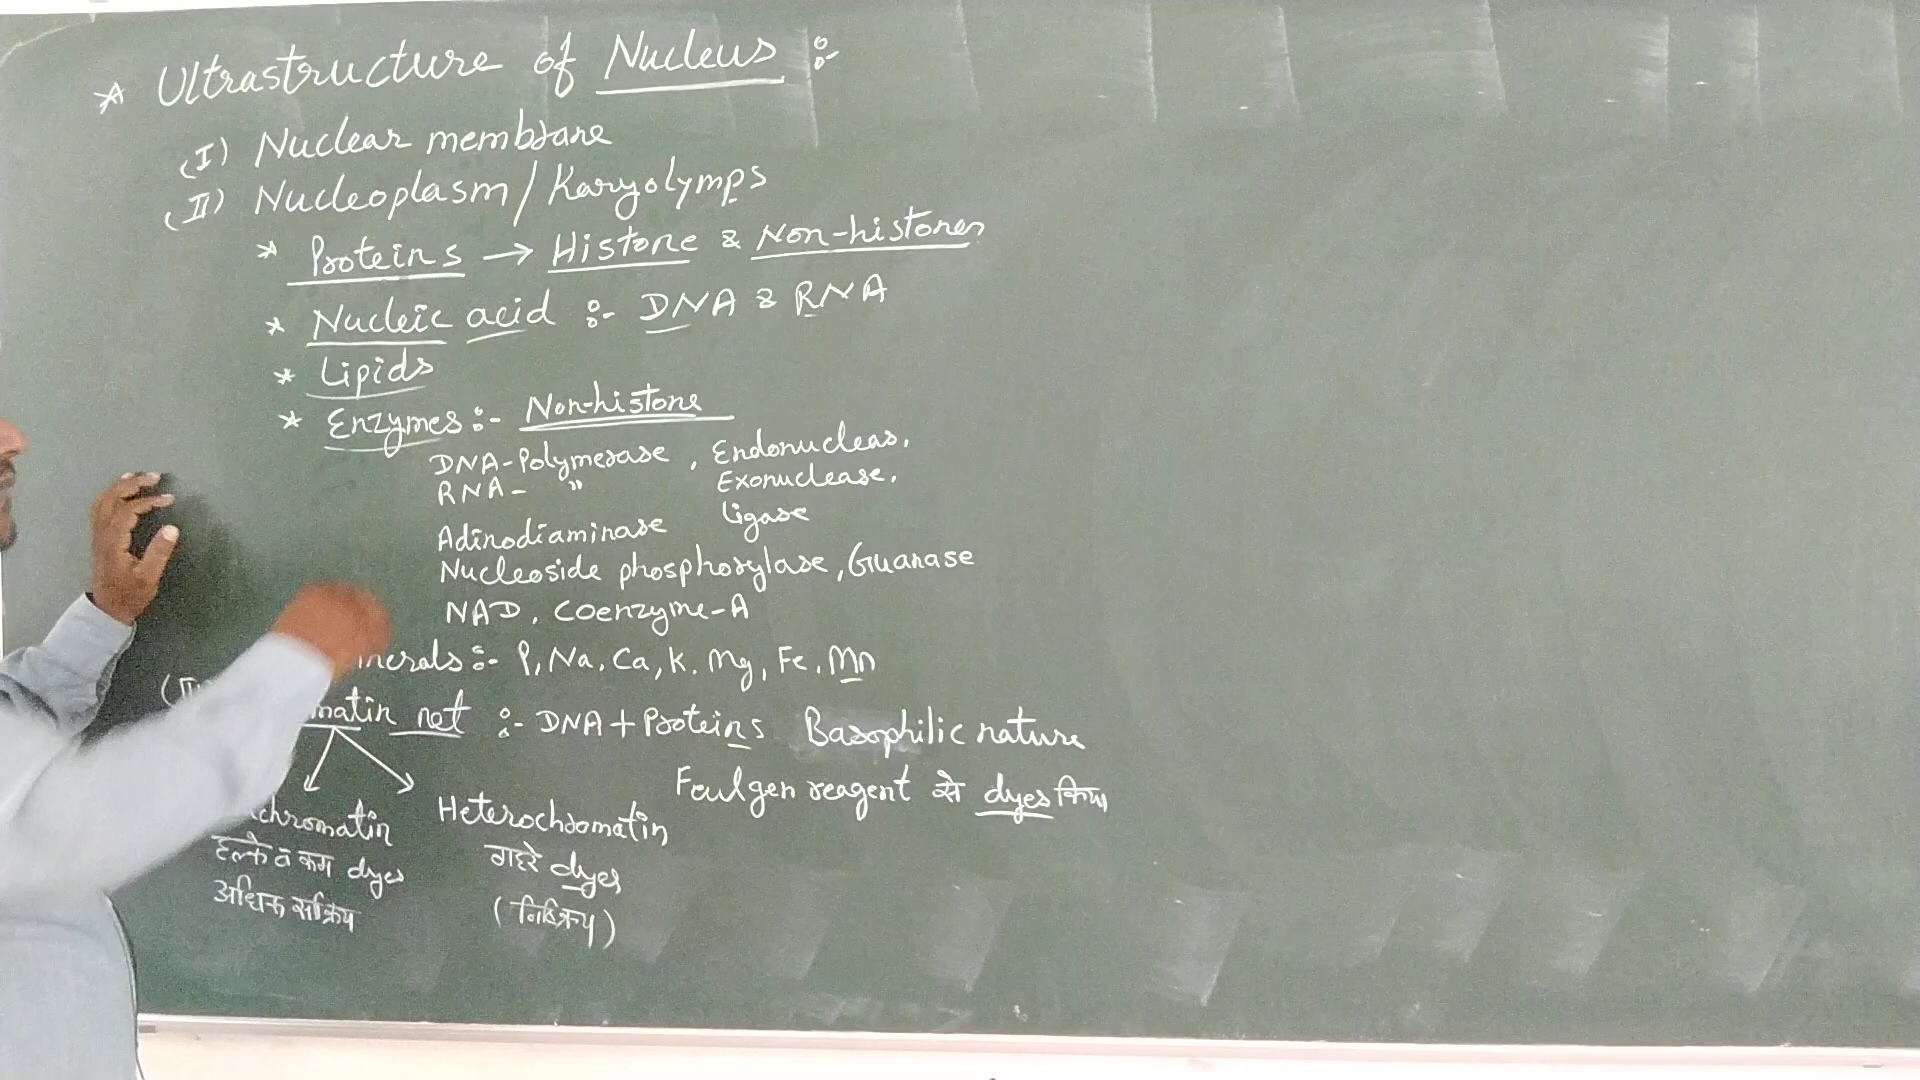 * Ultrastructure of Nucleus :-
(I) Nuclear membrane
(II) Nucleoplasm / Karyolymps
* Proteins → Histone & Non-histones
* Nucleic acid :- DNA & RNA
* Lipids
* Enzymes :- Non-histone
DNA-Polymerase , Endonucleas,
RNA- " Exonuclease,
Adinodiaminase Ligase
Nucleoside phosphorylase, Guanase
NAD, Coenzyme-A
nerals :- P, Na, Ca, K, Mg, Fe, Mn
matin net :- DNA + Proteins Basophilic nature
Foulgen reagent से dyes किया
chromatin Heterochromatin
हल्के व कम dyes गहरे dyes
अधिक सक्रिय (निष्क्रिय)